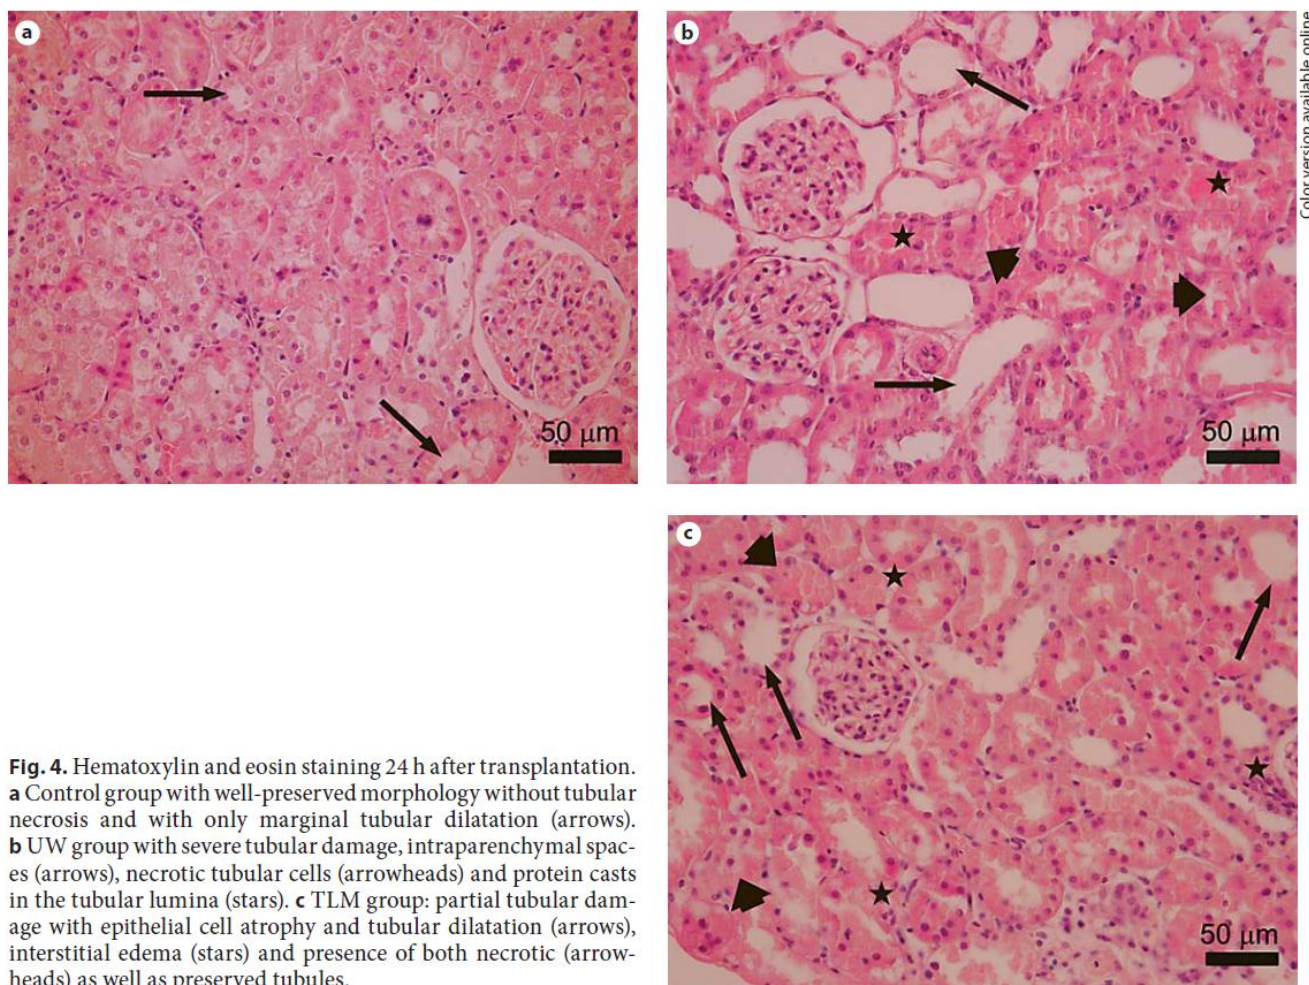 a
b
Color version available online
50 μm
50 μm
c
50 μm
Fig. 4. Hematoxylin and eosin staining 24 h after transplantation.
a Control group with well-preserved morphology without tubular
necrosis and with only marginal tubular dilatation (arrows).
b UW group with severe tubular damage, intraparenchymal spac-
es (arrows), necrotic tubular cells (arrowheads) and protein casts
in the tubular lumina (stars). c TLM group: partial tubular dam-
age with epithelial cell atrophy and tubular dilatation (arrows),
interstitial edema (stars) and presence of both necrotic (arrow-
heads) as well as preserved tubules.